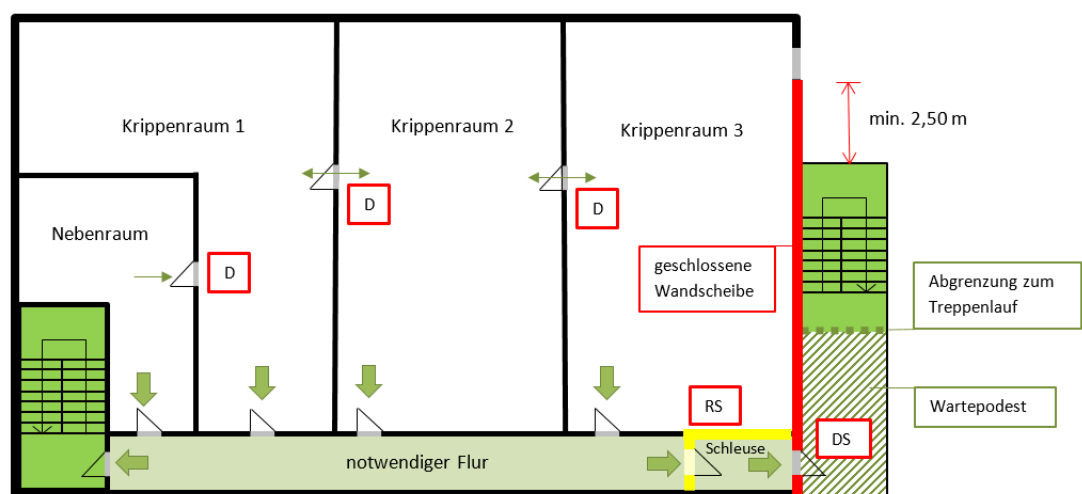 Krippenraum 1
Krippenraum 2
Krippenraum 3
min. 2,50 m
D
D
Nebenraum
D
geschlossene
Wandscheibe
Abgrenzung zum
Treppenlauf
Wartepodest
RS
DS
Schleuse
notwendiger Flur